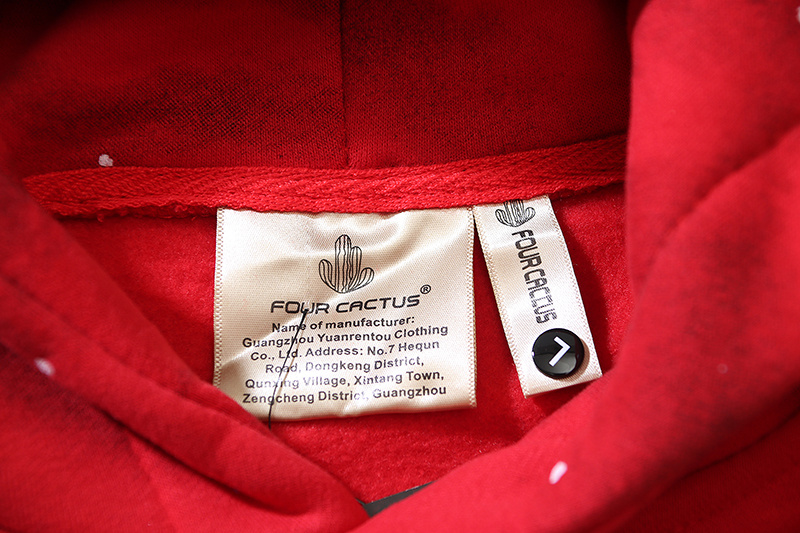 FOUR CACTUS®
Name of manufacturer:
Guangzhou Yuanrentou Clothing
Co., Ltd. Address: No.7 Hequn
Road, Dongkeng District,
Qunxing Village, Xintang Town,
Zengcheng District, Guangzhou
FOUR CACTUS